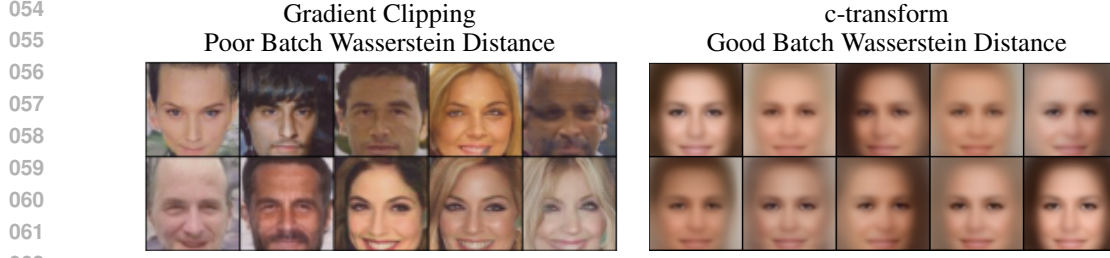 054
Gradient Clipping
c-transform
055
Poor Batch Wasserstein Distance
Good Batch Wasserstein Distance
056
057
058
059
060
061